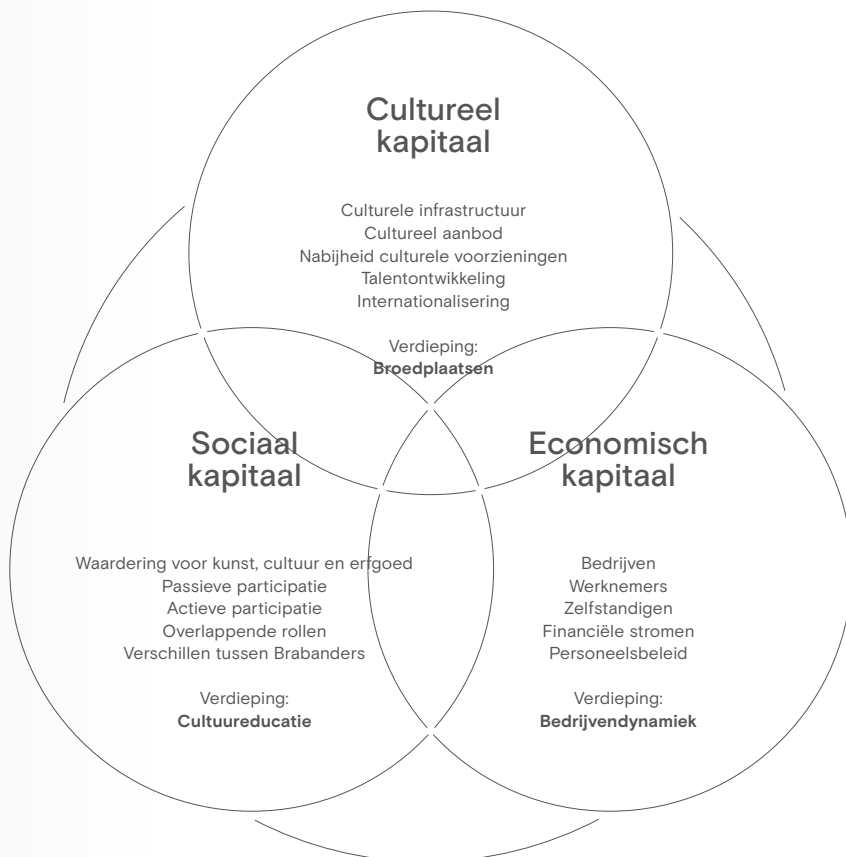 Cultureel
kapitaal
Culturele infrastructuur
Cultureel aanbod
Nabijheid culturele voorzieningen
Talentontwikkeling
Internationalisering
Verdieping:
Broedplaatsen
Sociaal
kapitaal
Waardering voor kunst, cultuur en erfgoed
Passieve participatie
Actieve participatie
Overlappende rollen
Verschillen tussen Brabanders
Verdieping:
Cultuureducatie
Economisch
kapitaal
Bedrijven
Werknemers
Zelfstandigen
Financiële stromen
Personeelsbeleid
Verdieping:
Bedrijvendynamiek